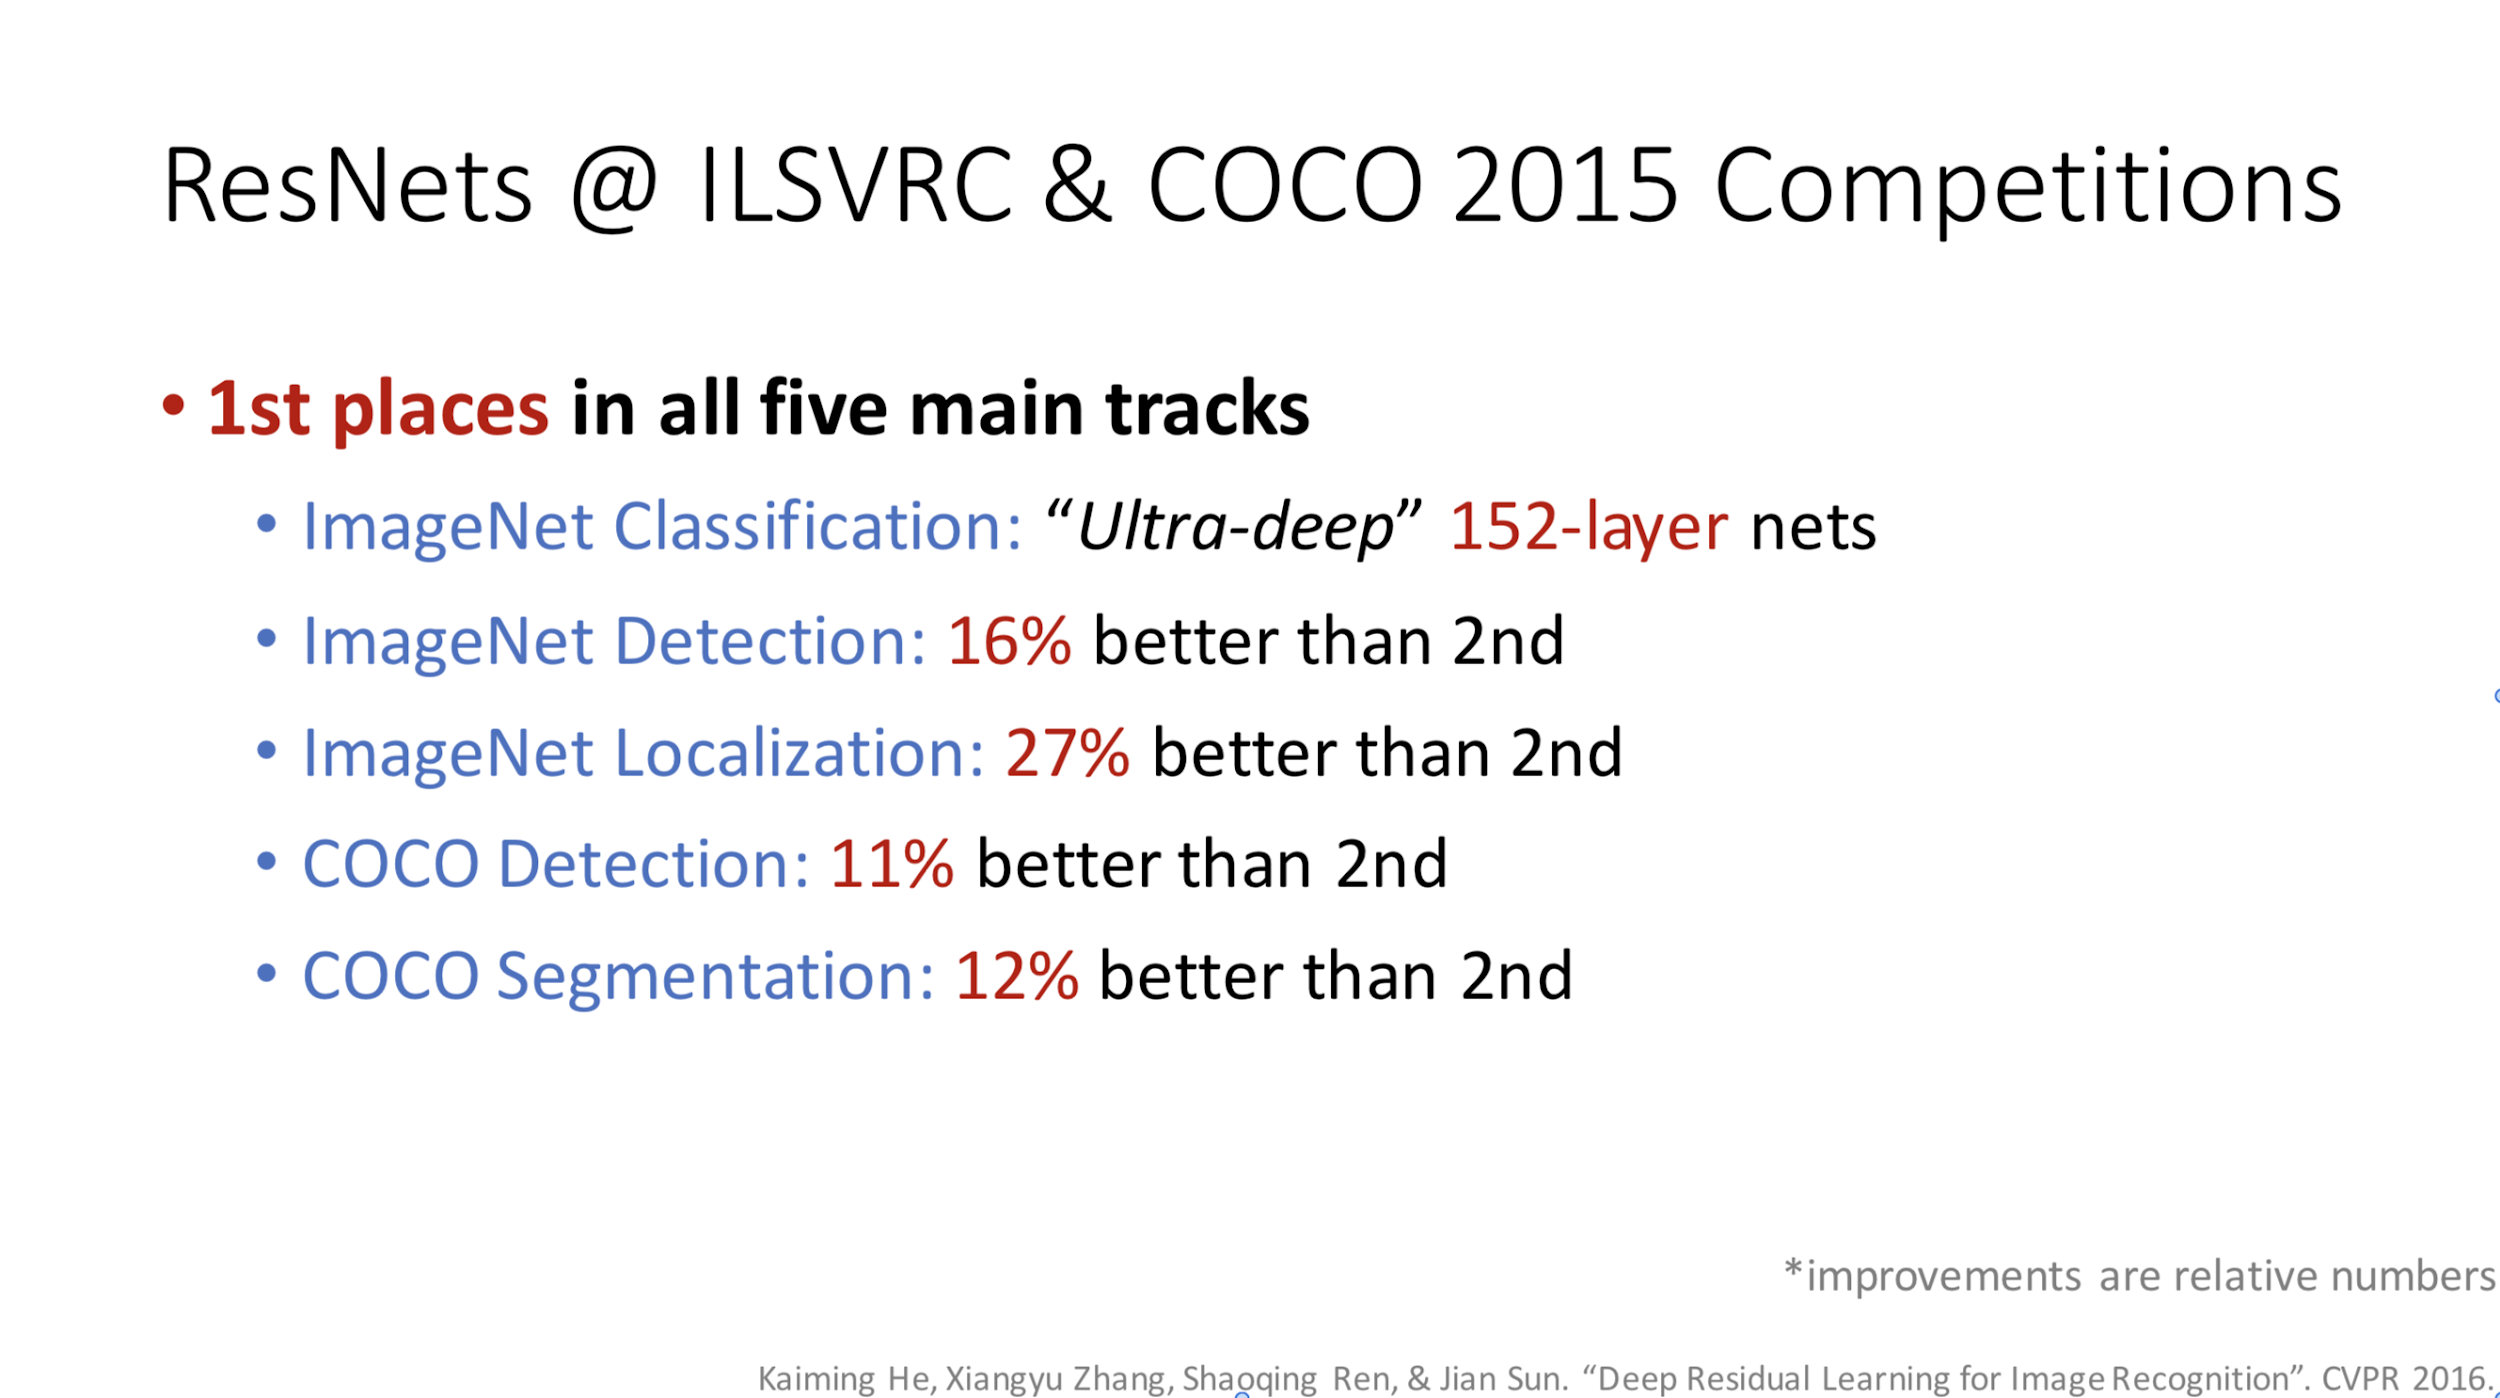 ResNets @ ILSVRC & COCO 2015 Competitions
• 1st places in all five main tracks
• ImageNet Classification: “Ultra-deep” 152-layer nets
• ImageNet Detection: 16% better than 2nd
• ImageNet Localization: 27% better than 2nd
• COCO Detection: 11% better than 2nd
• COCO Segmentation: 12% better than 2nd
*improvements are relative numbers
Kaiming He, Xiangyu Zhang, Shaoqing Ren, & Jian Sun. “Deep Residual Learning for Image Recognition”. CVPR 2016.